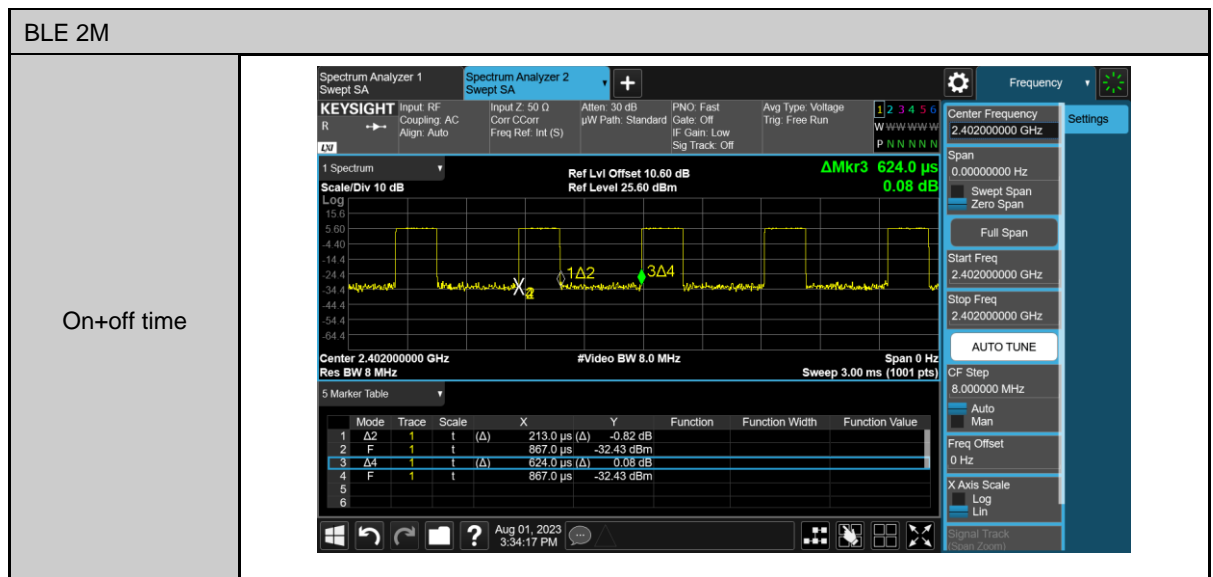 BLE 2M
On+off time
Spectrum Analyzer 1
Swept SA
Spectrum Analyzer 2
Swept SA
+
Frequency
KEYSIGHT
R
LXI
Input: RF
Coupling: AC
Align: Auto
Input Z: 50 Ω
Corr CCorr
Freq Ref: Int (S)
Atten: 30 dB
µW Path: Standard
PNO: Fast
Gate: Off
IF Gain: Low
Sig Track: Off
Avg Type: Voltage
Trig: Free Run
1 2 3 4 5 6
W W W W W W
P N N N N N
1 Spectrum
Scale/Div 10 dB
Ref Lvl Offset 10.60 dB
Ref Level 25.60 dBm
ΔMkr3 624.0 µs
0.08 dB
Log
15.6
5.60
-4.40
-14.4
-24.4
-34.4
-44.4
-54.4
-64.4
1Δ2
3Δ4
Center 2.402000000 GHz
Res BW 8 MHz
#Video BW 8.0 MHz
Span 0 Hz
Sweep 3.00 ms (1001 pts)
5 Marker Table
Mode Trace Scale X Y Function Function Width Function Value
1 Δ2 1 t (Δ) 213.0 µs (Δ) -0.82 dB
2 F 1 t 867.0 µs -32.43 dBm
3 Δ4 1 t (Δ) 624.0 µs (Δ) 0.08 dB
4 F 1 t 867.0 µs -32.43 dBm
5
6
Center Frequency
2.402000000 GHz
Settings
Span
0.00000000 Hz
Swept Span
Zero Span
Full Span
Start Freq
2.402000000 GHz
Stop Freq
2.402000000 GHz
AUTO TUNE
CF Step
8.000000 MHz
Auto
Man
Freq Offset
0 Hz
X Axis Scale
Log
Lin
Signal Track
(Span Zoom)
?
Aug 01, 2023
3:34:17 PM